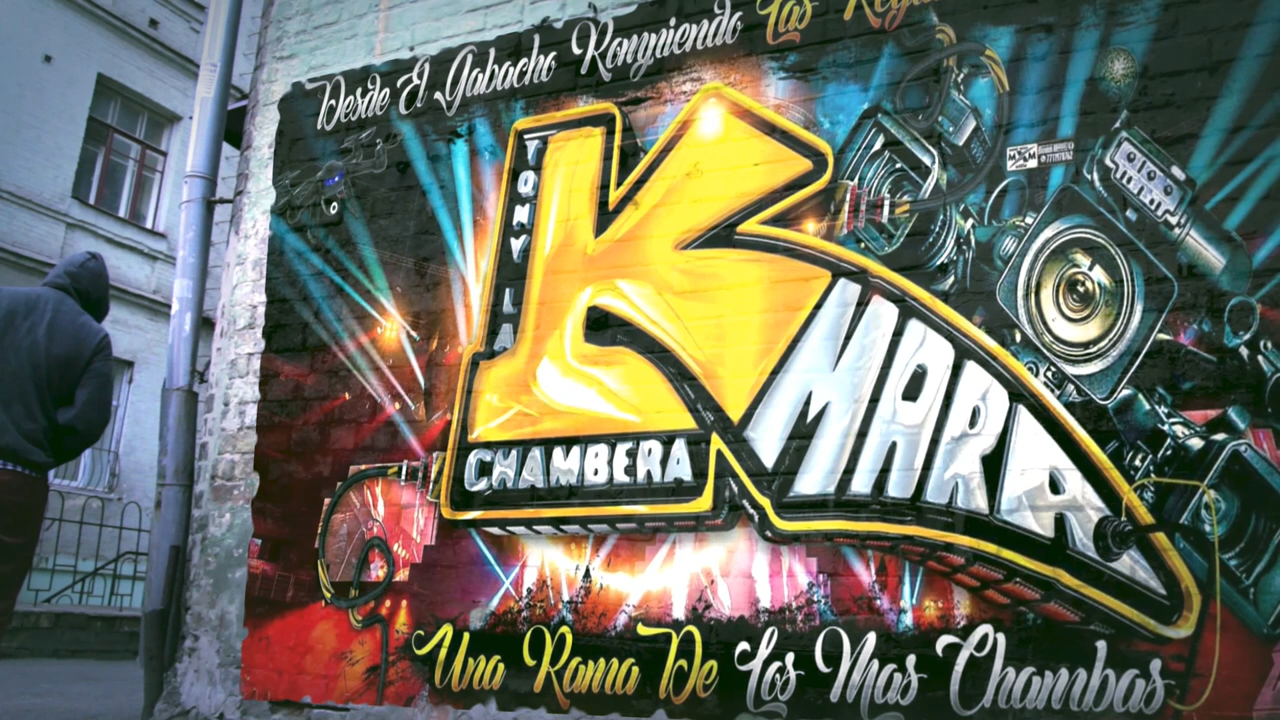 Desde El Gabacho Rompiendo Las
TONY LA
K
MARA
CHAMBERA
Una Rama De Los Mas Chambas